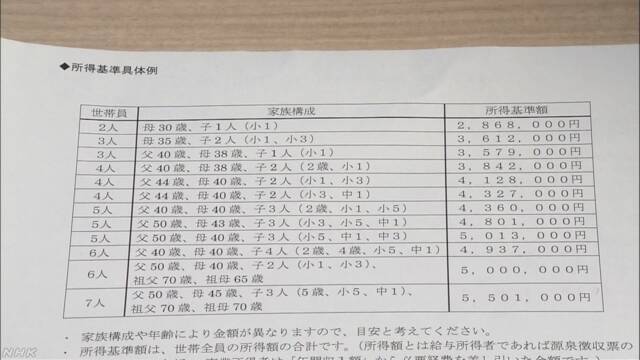 ◆所得基準具体例
世帯員 家族構成 所得基準額
2人 母30歳、子1人（小1） 2，868，000円
3人 母35歳、子2人（小1、小3） 3，612，000円
3人 父40歳、母38歳、子1人（小1） 3，579，000円
4人 父40歳、母38歳、子2人（2歳、小1） 3，842，000円
4人 父44歳、母40歳、子2人（小1、小3） 4，128，000円
4人 父44歳、母40歳、子2人（小3、中1） 4，327，000円
5人 父40歳、母40歳、子3人（2歳、小1、小5） 4，360，000円
5人 父50歳、母43歳、子3人（小3、小5、中1） 4，801，000円
5人 父50歳、母40歳、子3人（小5、中1、中3） 5，013，000円
6人 父40歳、母40歳、子4人（2歳、4歳、小5、中1） 4，937，000円
6人 父50歳、母40歳、子2人（小1、小3）、 5，000，000円
祖父70歳、祖母65歳
7人 父50歳、母45歳、子3人（5歳、小5、中1）、 5，501，000円
祖父70歳、祖母70歳
・ 家族構成や年齢により金額が異なりますので、目安と考えてください。
・ 所得基準額は、世帯全員の所得額の合計です。（所得額とは給与所得者であれば源泉徴収票の
NHK